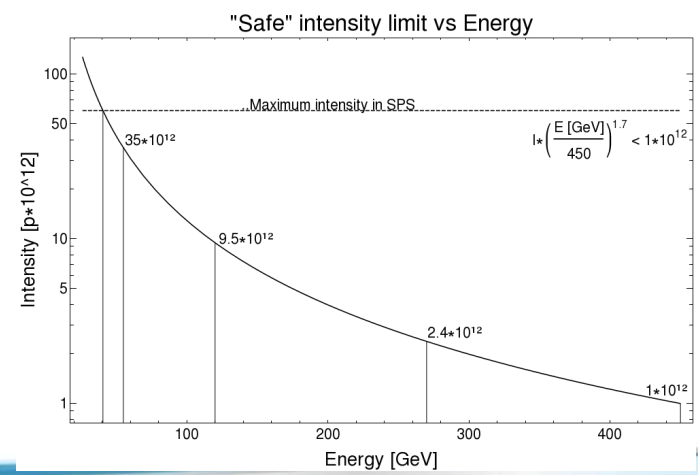 "Safe" intensity limit vs Energy
100
50
10
5
1
Intensity [p*10^12]
..Maximum intensity in SPS
I*(E [GeV]/450)^1.7 < 1*10^12
35*10^12
9.5*10^12
2.4*10^12
1*10^12
100 200 300 400
Energy [GeV]